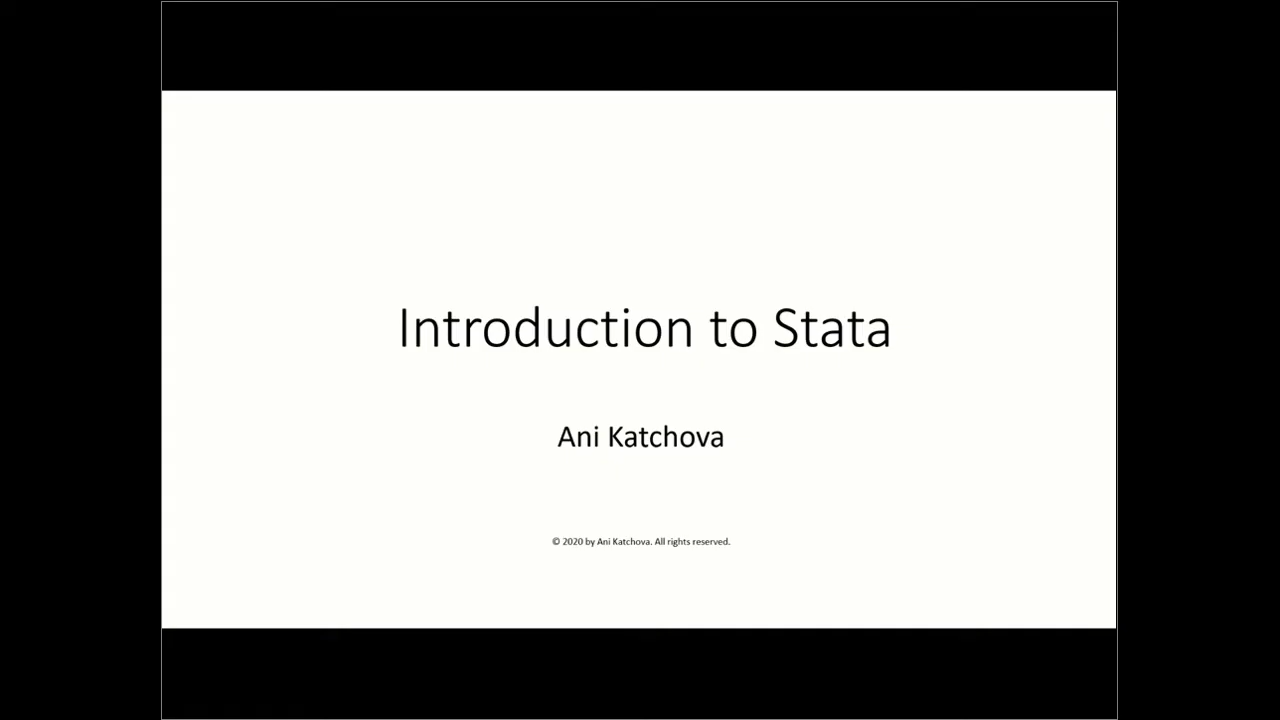 Introduction to Stata
Ani Katchova
© 2020 by Ani Katchova. All rights reserved.